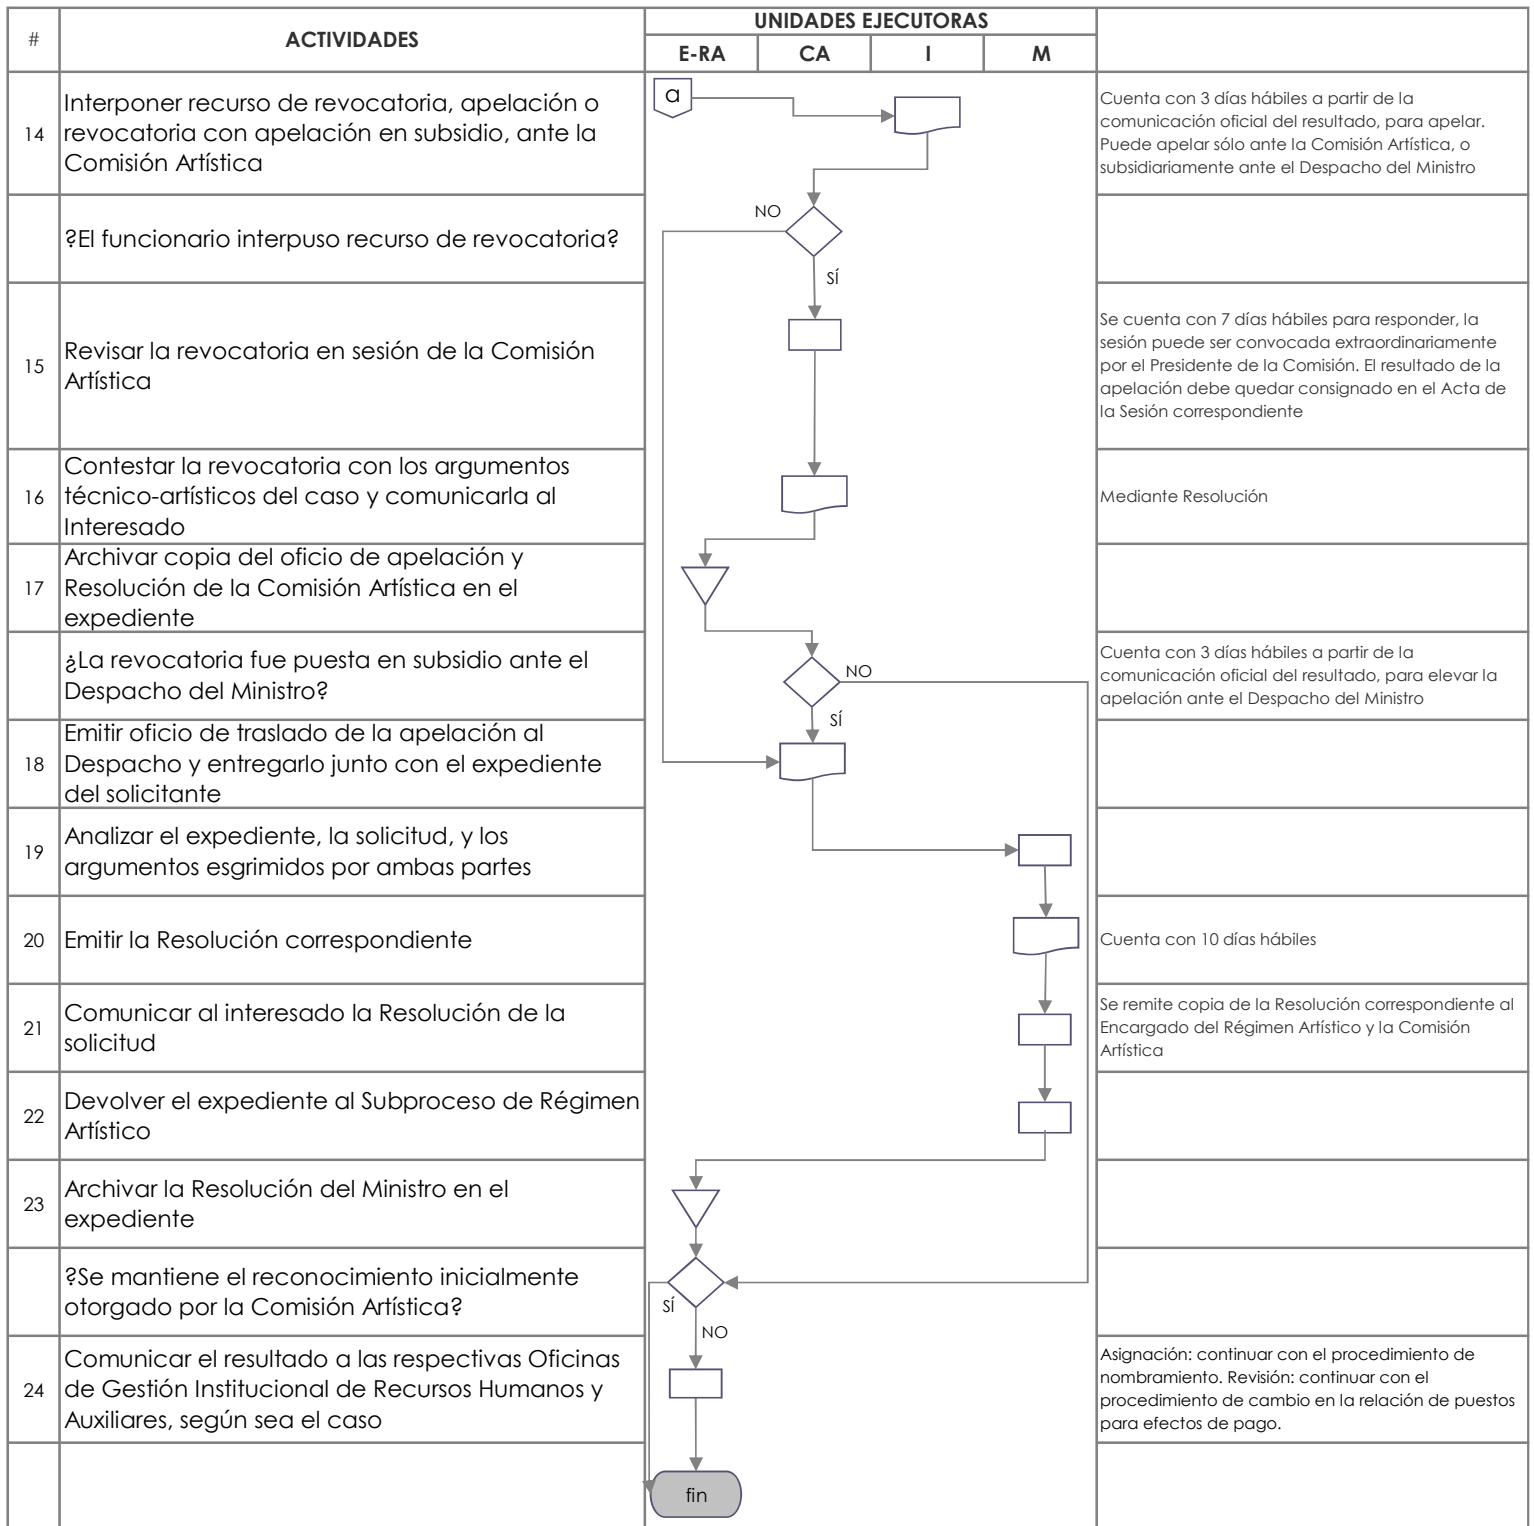 #
ACTIVIDADES
UNIDADES EJECUTORAS
E-RA
CA
I
M
14
Interponer recurso de revocatoria, apelación o
revocatoria con apelación en subsidio, ante la
Comisión Artística
a
Cuenta con 3 días hábiles a partir de la
comunicación oficial del resultado, para apelar.
Puede apelar sólo ante la Comisión Artística, o
subsidiariamente ante el Despacho del Ministro
?El funcionario interpuso recurso de revocatoria?
NO
SÍ
15
Revisar la revocatoria en sesión de la Comisión
Artística
Se cuenta con 7 días hábiles para responder, la
sesión puede ser convocada extraordinariamente
por el Presidente de la Comisión. El resultado de la
apelación debe quedar consignado en el Acta de
la Sesión correspondiente
16
Contestar la revocatoria con los argumentos
técnico-artísticos del caso y comunicarla al
Interesado
Mediante Resolución
17
Archivar copia del oficio de apelación y
Resolución de la Comisión Artística en el
expediente
¿La revocatoria fue puesta en subsidio ante el
Despacho del Ministro?
NO
SÍ
Cuenta con 3 días hábiles a partir de la
comunicación oficial del resultado, para elevar la
apelación ante el Despacho del Ministro
18
Emitir oficio de traslado de la apelación al
Despacho y entregarlo junto con el expediente
del solicitante
19
Analizar el expediente, la solicitud, y los
argumentos esgrimidos por ambas partes
20
Emitir la Resolución correspondiente
Cuenta con 10 días hábiles
21
Comunicar al interesado la Resolución de la
solicitud
Se remite copia de la Resolución correspondiente al
Encargado del Régimen Artístico y la Comisión
Artística
22
Devolver el expediente al Subproceso de Régimen
Artístico
23
Archivar la Resolución del Ministro en el
expediente
?Se mantiene el reconocimiento inicialmente
otorgado por la Comisión Artística?
SÍ
NO
24
Comunicar el resultado a las respectivas Oficinas
de Gestión Institucional de Recursos Humanos y
Auxiliares, según sea el caso
Asignación: continuar con el procedimiento de
nombramiento. Revisión: continuar con el
procedimiento de cambio en la relación de puestos
para efectos de pago.
fin